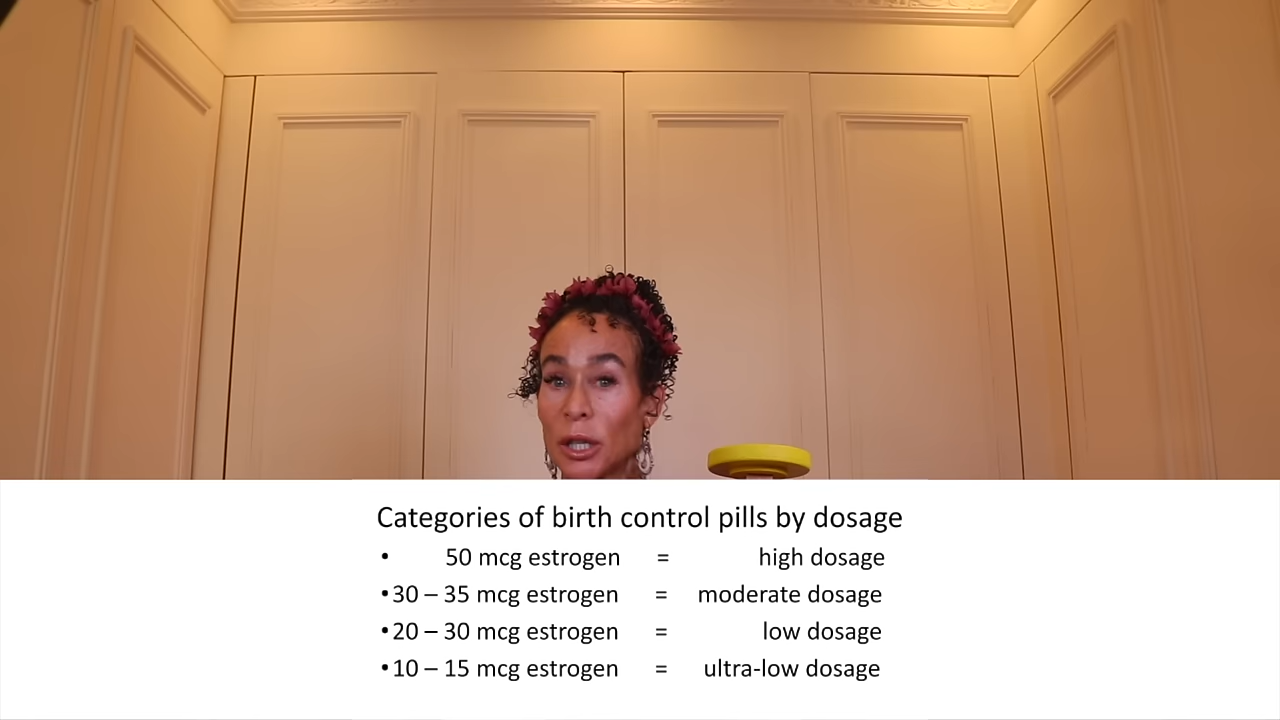 Categories of birth control pills by dosage
• 50 mcg estrogen = high dosage
• 30 – 35 mcg estrogen = moderate dosage
• 20 – 30 mcg estrogen = low dosage
• 10 – 15 mcg estrogen = ultra-low dosage